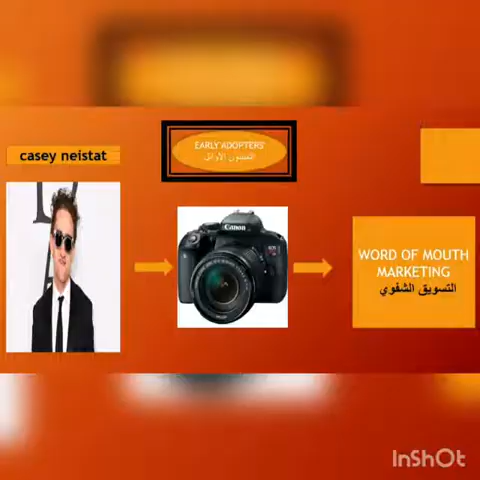 EARLY ADOPTERS
المتبنون الأوائل
casey neistat
Canon
WORD OF MOUTH
MARKETING
التسويق الشفوي
InShOt